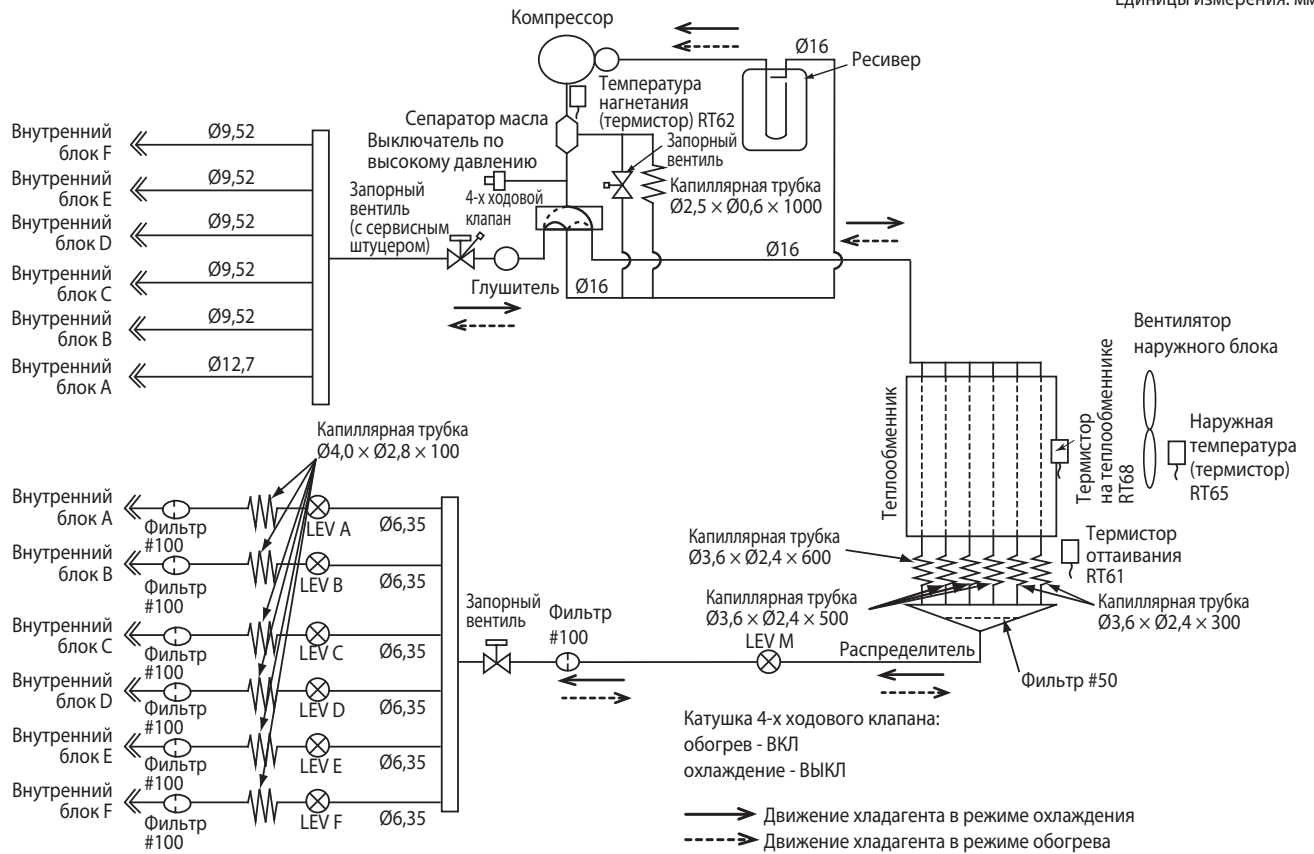 Единицы измерения: мм
Компрессор
Ø16
Ресивер
Температура
нагнетания
(термистор) RT62
Сепаратор масла
Выключатель по
высокому давлению
Запорный
вентиль
Капиллярная трубка
Ø2,5 × Ø0,6 × 1000
4-х ходовой
клапан
Запорный
вентиль
(с сервисным
штуцером)
Глушитель
Ø16
Ø16
Внутренний
блок F
Ø9,52
Внутренний
блок E
Ø9,52
Внутренний
блок D
Ø9,52
Внутренний
блок C
Ø9,52
Внутренний
блок B
Ø9,52
Внутренний
блок A
Ø12,7
Вентилятор
наружного блока
Теплообменник
Термистор
на теплообменнике
RT68
Наружная
температура
(термистор)
RT65
Термистор
оттаивания
RT61
Капиллярная трубка
Ø3,6 × Ø2,4 × 600
Капиллярная трубка
Ø3,6 × Ø2,4 × 500
Капиллярная трубка
Ø3,6 × Ø2,4 × 300
LEV M
Распределитель
Фильтр #50
Капиллярная трубка
Ø4,0 × Ø2,8 × 100
Внутренний
блок A
Фильтр
#100
LEV A
Ø6,35
Внутренний
блок B
Фильтр
#100
LEV B
Ø6,35
Внутренний
блок C
Фильтр
#100
LEV C
Ø6,35
Внутренний
блок D
Фильтр
#100
LEV D
Ø6,35
Внутренний
блок E
Фильтр
#100
LEV E
Ø6,35
Внутренний
блок F
Фильтр
#100
LEV F
Ø6,35
Запорный
вентиль
Фильтр
#100
Катушка 4-х ходового клапана:
обогрев - ВКЛ
охлаждение - ВЫКЛ
Движение хладагента в режиме охлаждения
Движение хладагента в режиме обогрева